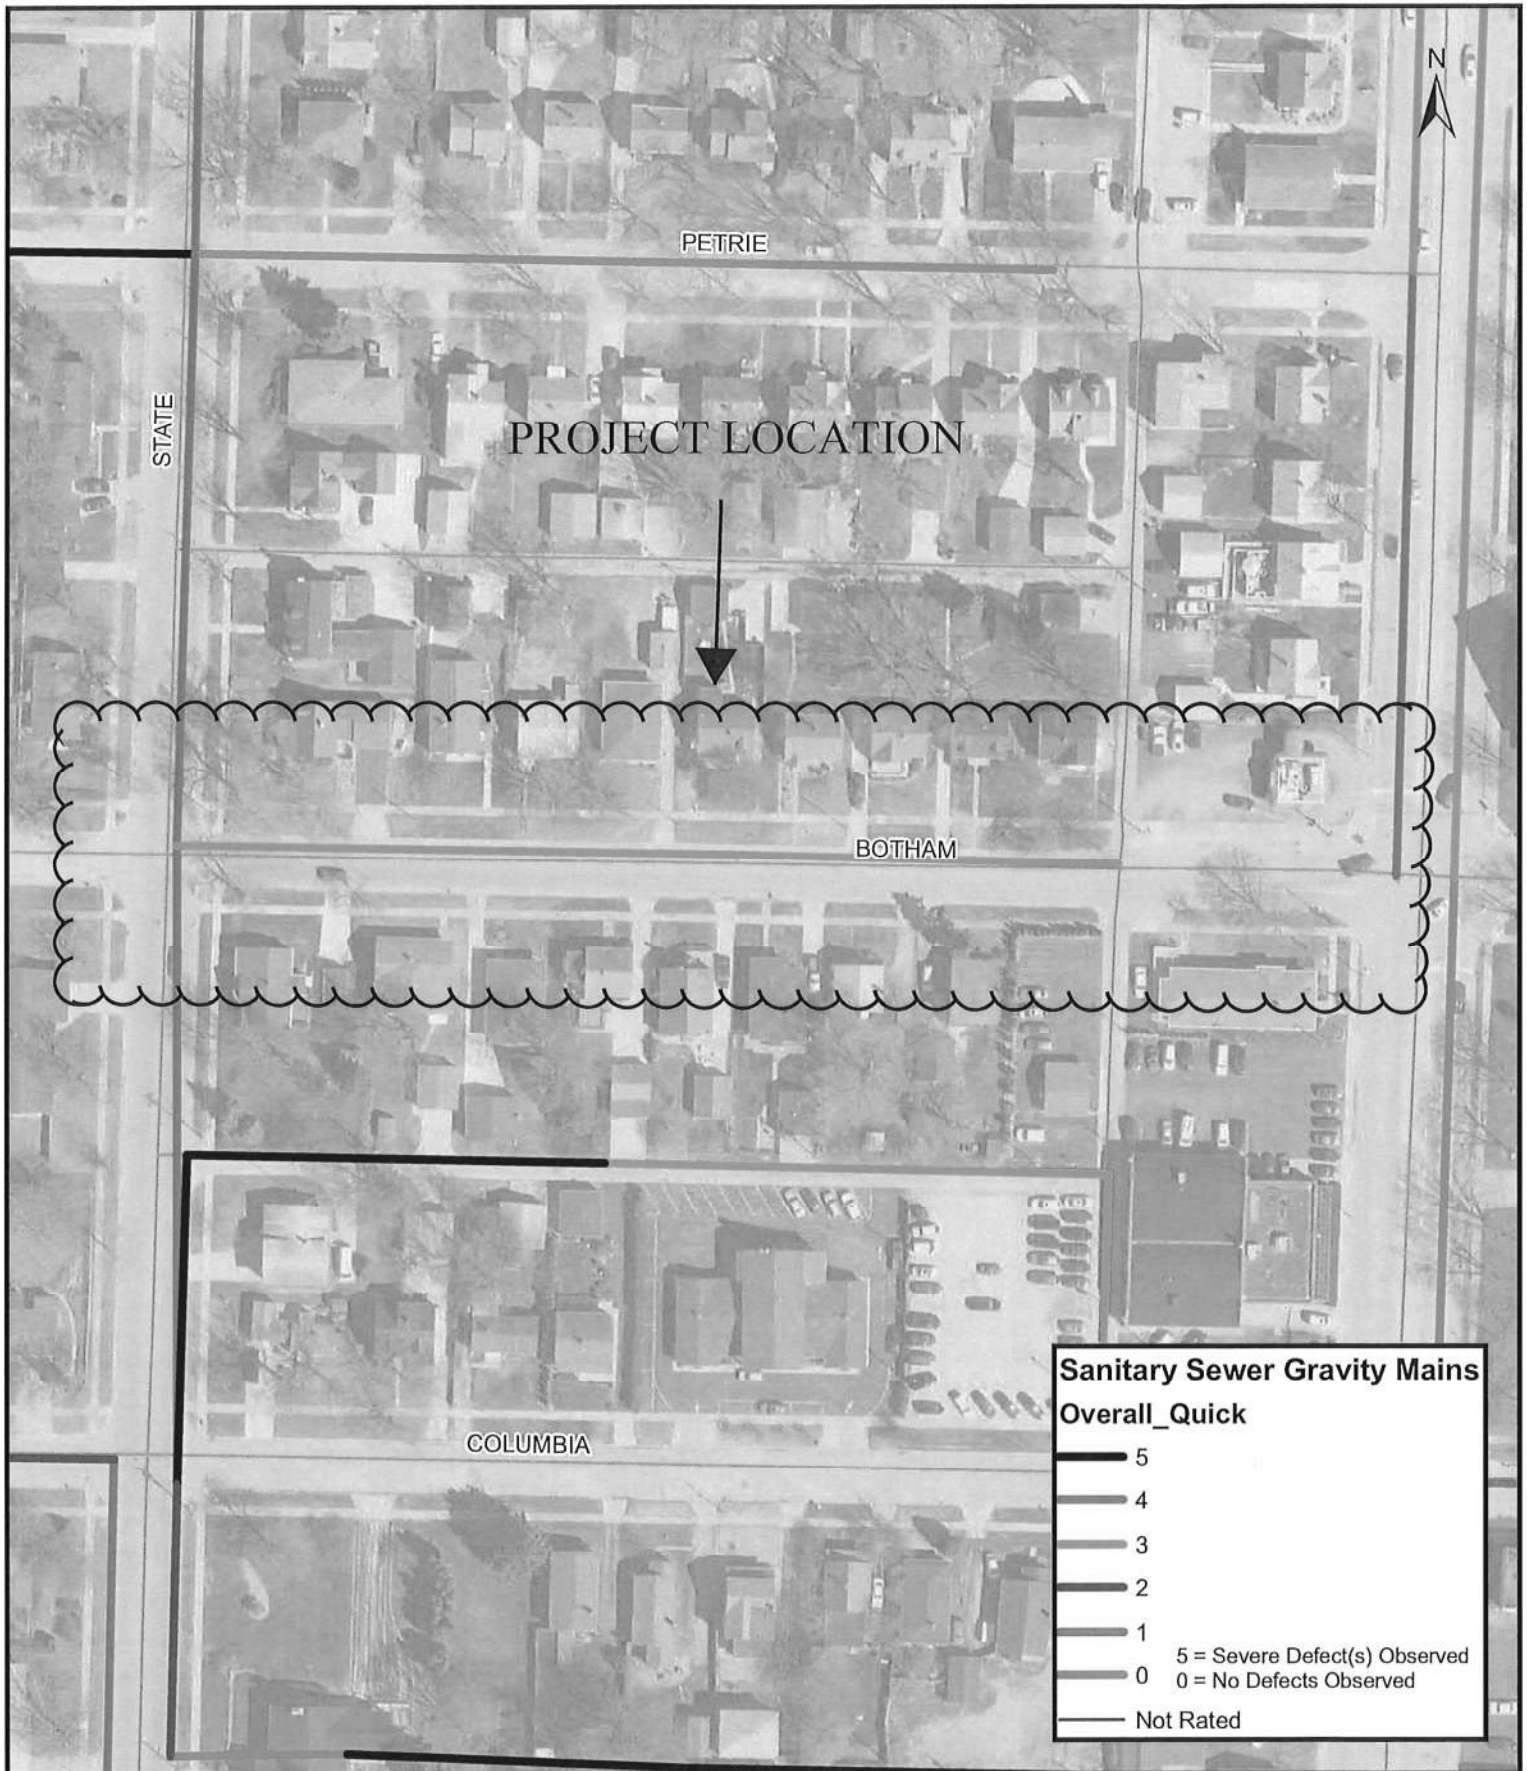 N
PETRIE
STATE
PROJECT LOCATION
BOTHAM
COLUMBIA
Sanitary Sewer Gravity Mains
Overall_Quick
5
4
3
2
1
0
5 = Severe Defect(s) Observed
0 = No Defects Observed
Not Rated